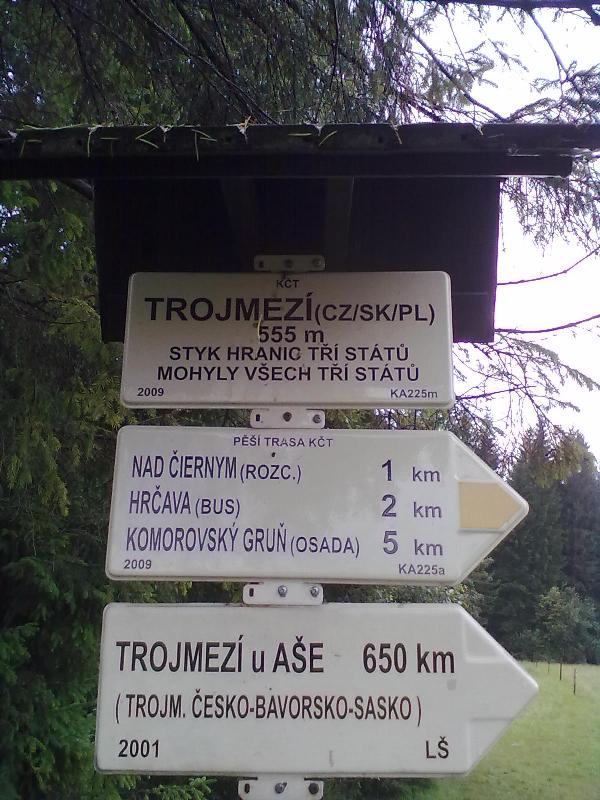 KČT
TROJMEZÍ (CZ/SK/PL)
555 m
STYK HRANIC TŘÍ STÁTŮ
MOHYLY VŠECH TŘÍ STÁTŮ
2009 KA225m
PĚŠÍ TRASA KČT
NAD ČIERNYM (ROZC.) 1 km
HRČAVA (BUS) 2 km
KOMOROVSKÝ GRUŇ (OSADA) 5 km
2009 KA225a
TROJMEZÍ u AŠE 650 km
( TROJM. ČESKO-BAVORSKO-SASKO )
2001 LŠ